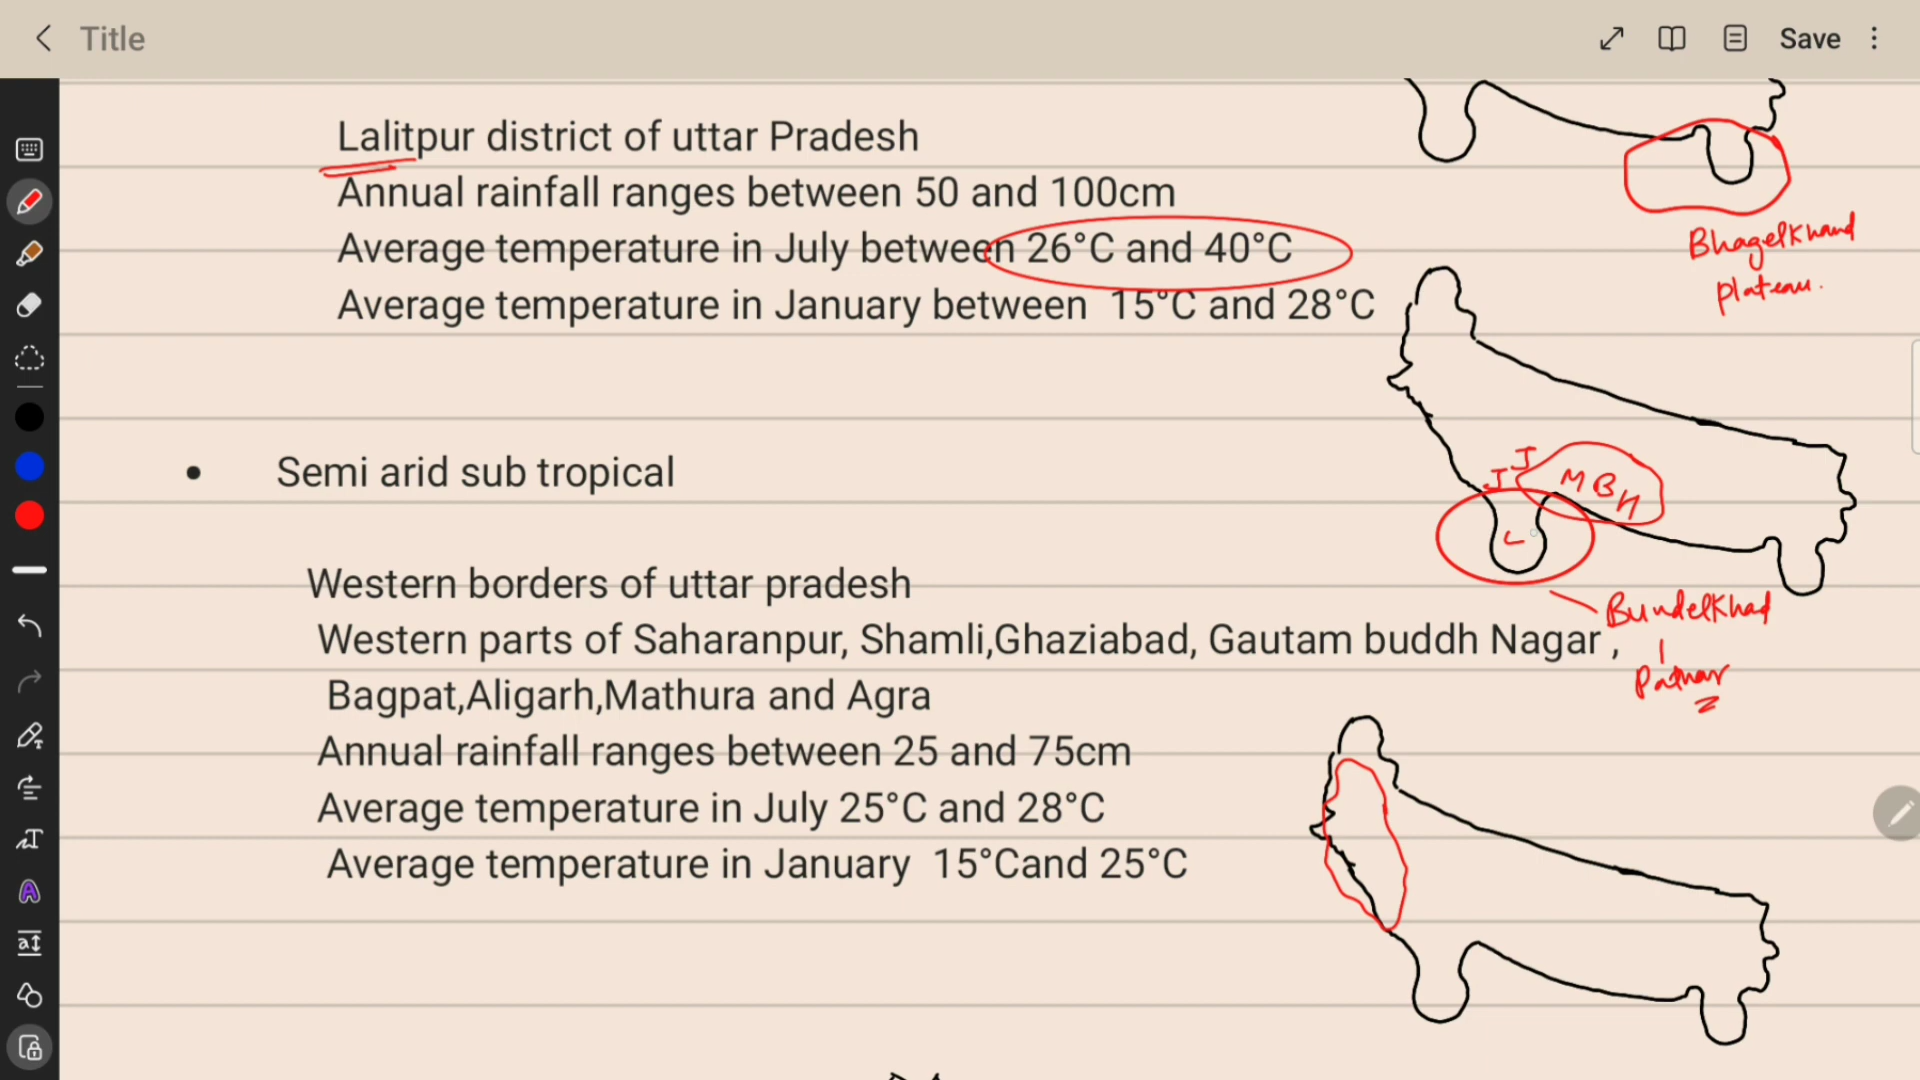 Title
Save
Lalitpur district of uttar Pradesh
Annual rainfall ranges between 50 and 100cm
Average temperature in July between 26°C and 40°C
Average temperature in January between 15°C and 28°C
Bhagelkhand
plateau.
• Semi arid sub tropical
J J M B H
L
Bundelkhad
Pathar
Western borders of uttar pradesh
Western parts of Saharanpur, Shamli,Ghaziabad, Gautam buddh Nagar ,
Bagpat,Aligarh,Mathura and Agra
Annual rainfall ranges between 25 and 75cm
Average temperature in July 25°C and 28°C
Average temperature in January 15°Cand 25°C